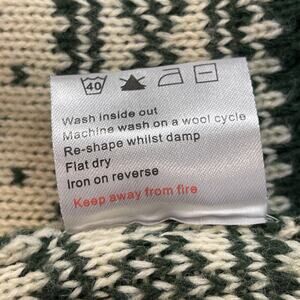 40
Wash inside out
Machine wash on a wool cycle
Re-shape whilst damp
Flat dry
Iron on reverse
Keep away from fire